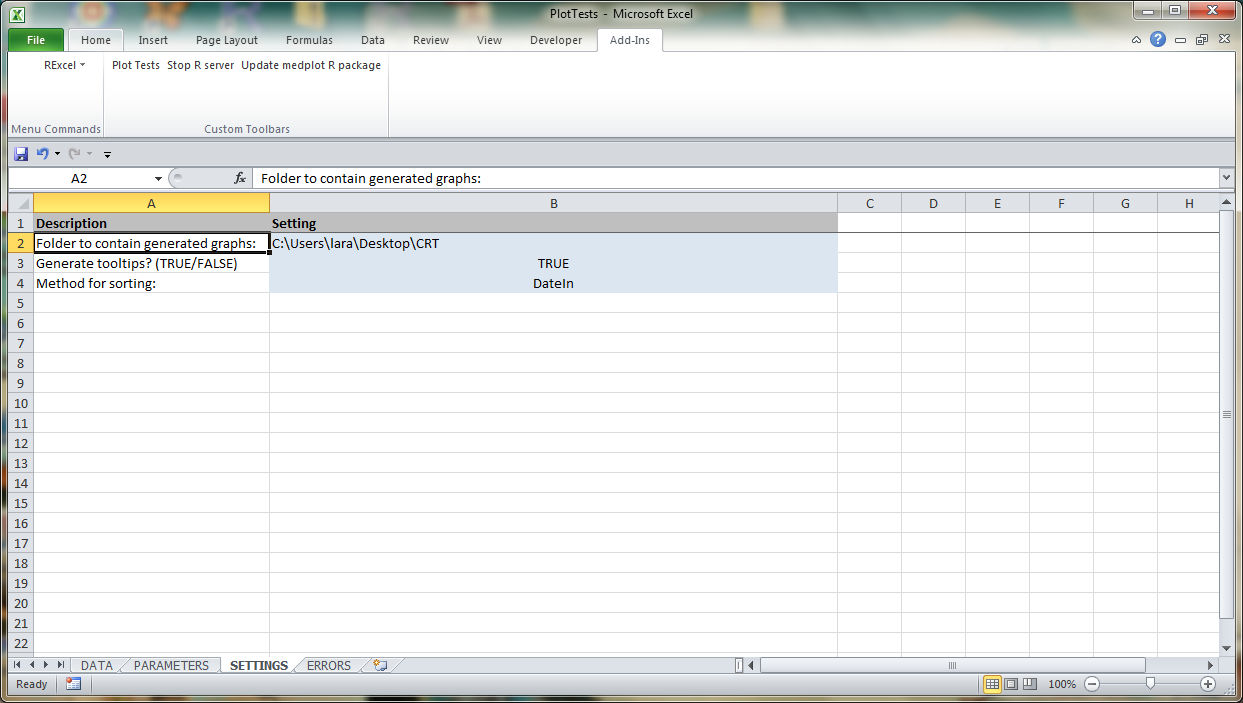 PlotTests - Microsoft Excel
File Home Insert Page Layout Formulas Data Review View Developer Add-Ins
RExcel Plot Tests Stop R server Update medplot R package
Menu Commands Custom Toolbars
A2 fx Folder to contain generated graphs:
A B C D E F G H
1 Description Setting
2 Folder to contain generated graphs: C:\Users\lara\Desktop\CRT
3 Generate tooltips? (TRUE/FALSE) TRUE
4 Method for sorting: DateIn
5
6
7
8
9
10
11
12
13
14
15
16
17
18
19
20
21
22
DATA PARAMETERS SETTINGS ERRORS
Ready 100%